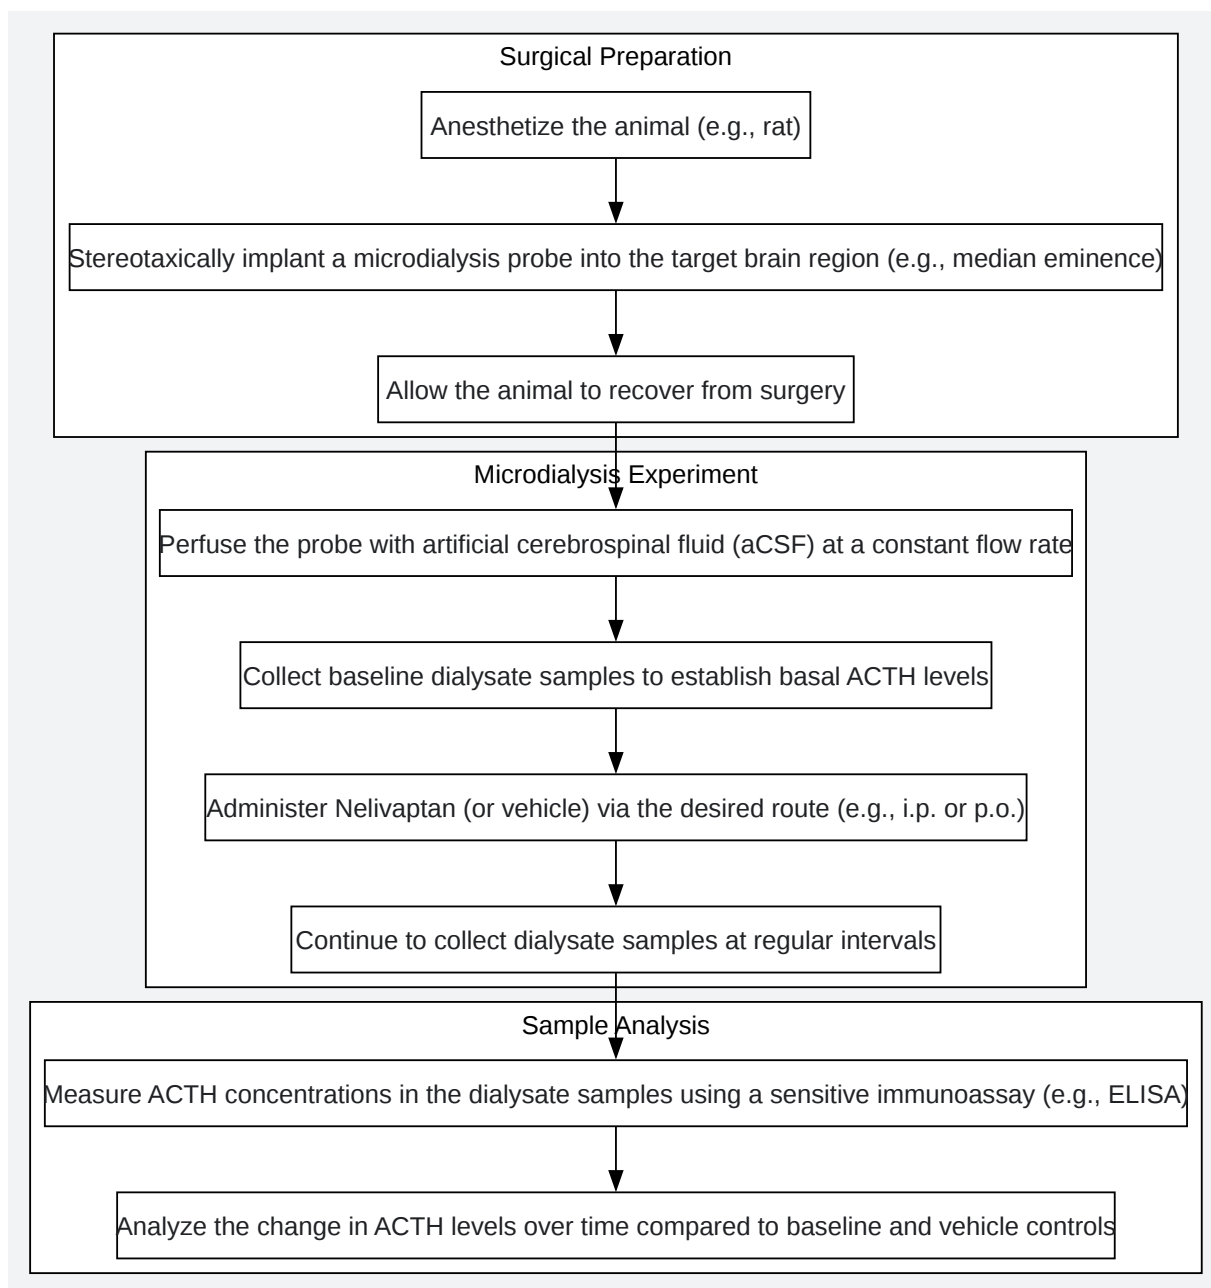 Surgical Preparation
Anesthetize the animal (e.g., rat)
Stereotaxically implant a microdialysis probe into the target brain region (e.g., median eminence)
Allow the animal to recover from surgery
Microdialysis Experiment
Perfuse the probe with artificial cerebrospinal fluid (aCSF) at a constant flow rate
Collect baseline dialysate samples to establish basal ACTH levels
Administer Nelivaptan (or vehicle) via the desired route (e.g., i.p. or p.o.)
Continue to collect dialysate samples at regular intervals
Sample Analysis
Measure ACTH concentrations in the dialysate samples using a sensitive immunoassay (e.g., ELISA)
Analyze the change in ACTH levels over time compared to baseline and vehicle controls